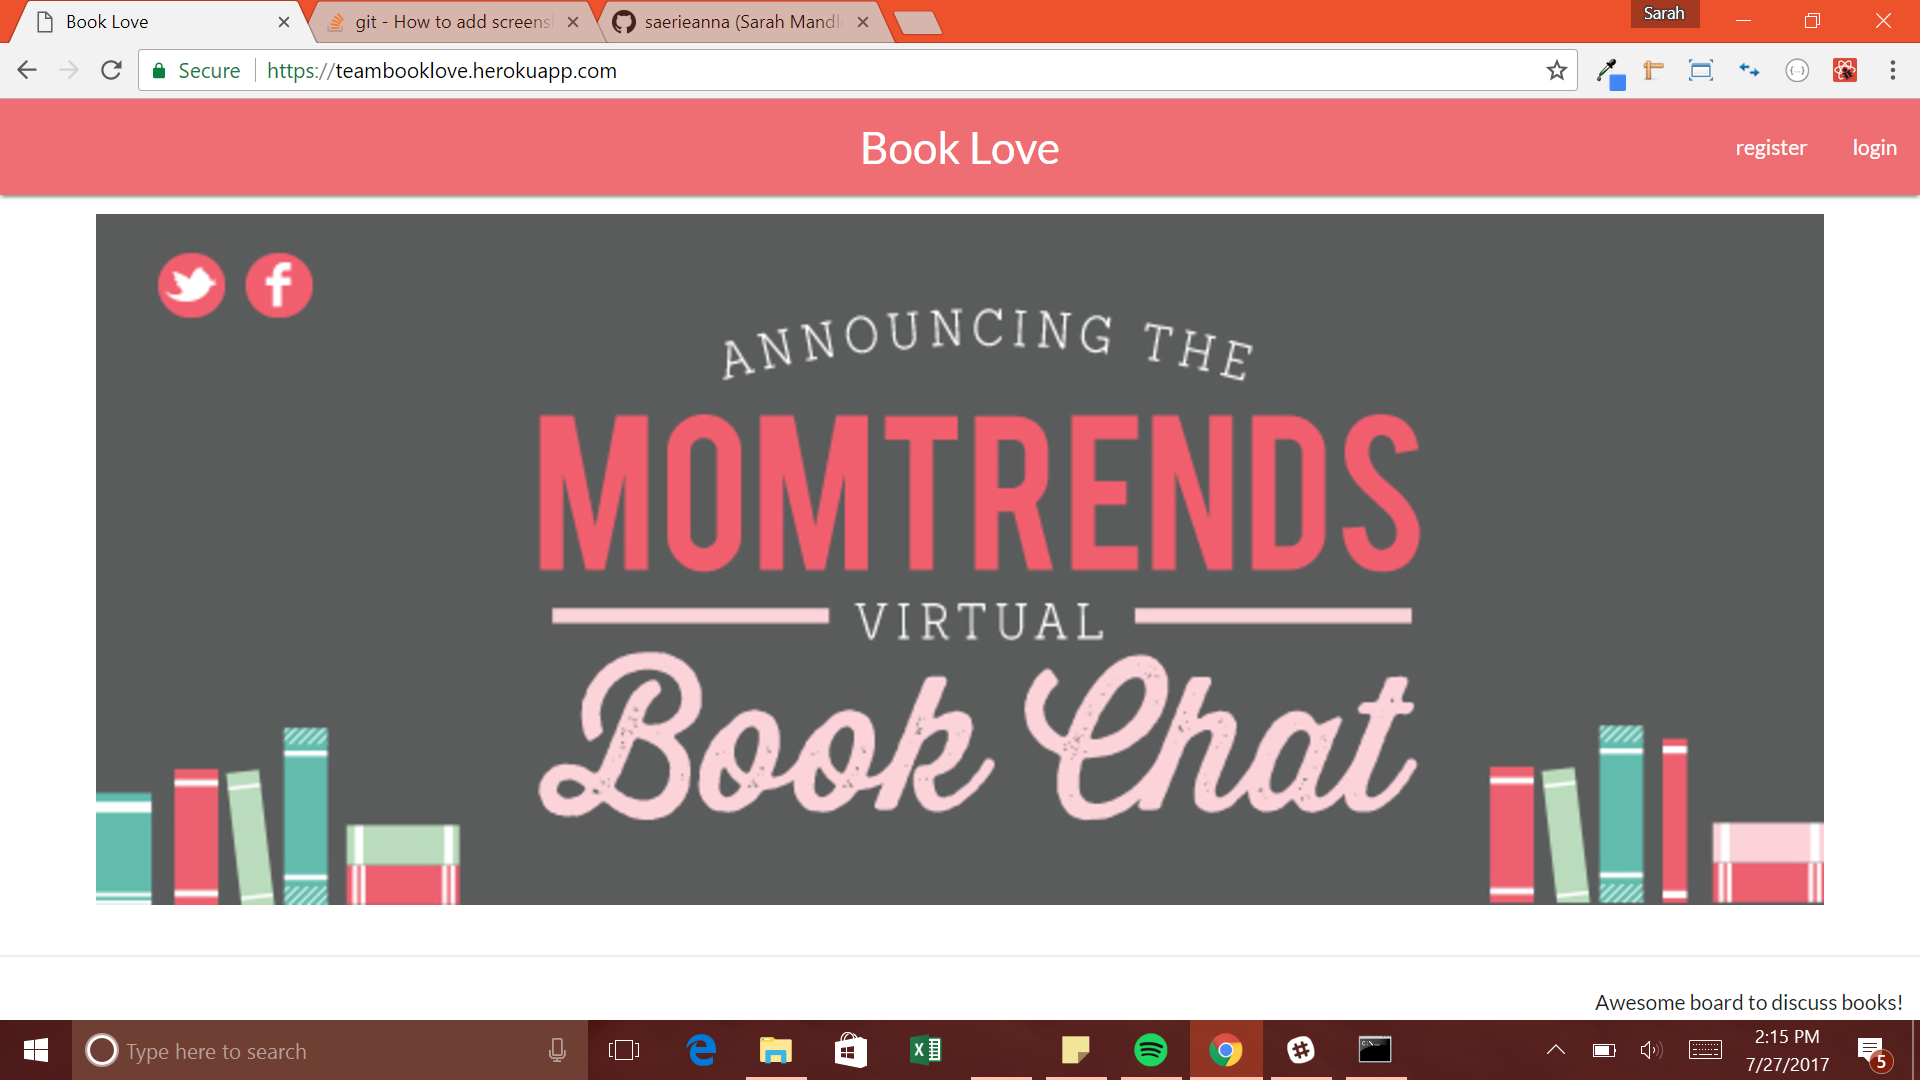 Book Love
git - How to add screens
saerieanna (Sarah Mandl
Sarah
Secure
https://teambooklove.herokuapp.com
Book Love
register
login
ANNOUNCING THE
MOMTRENDS
VIRTUAL
Book Chat
Awesome board to discuss books!
Type here to search
2:15 PM
7/27/2017
5